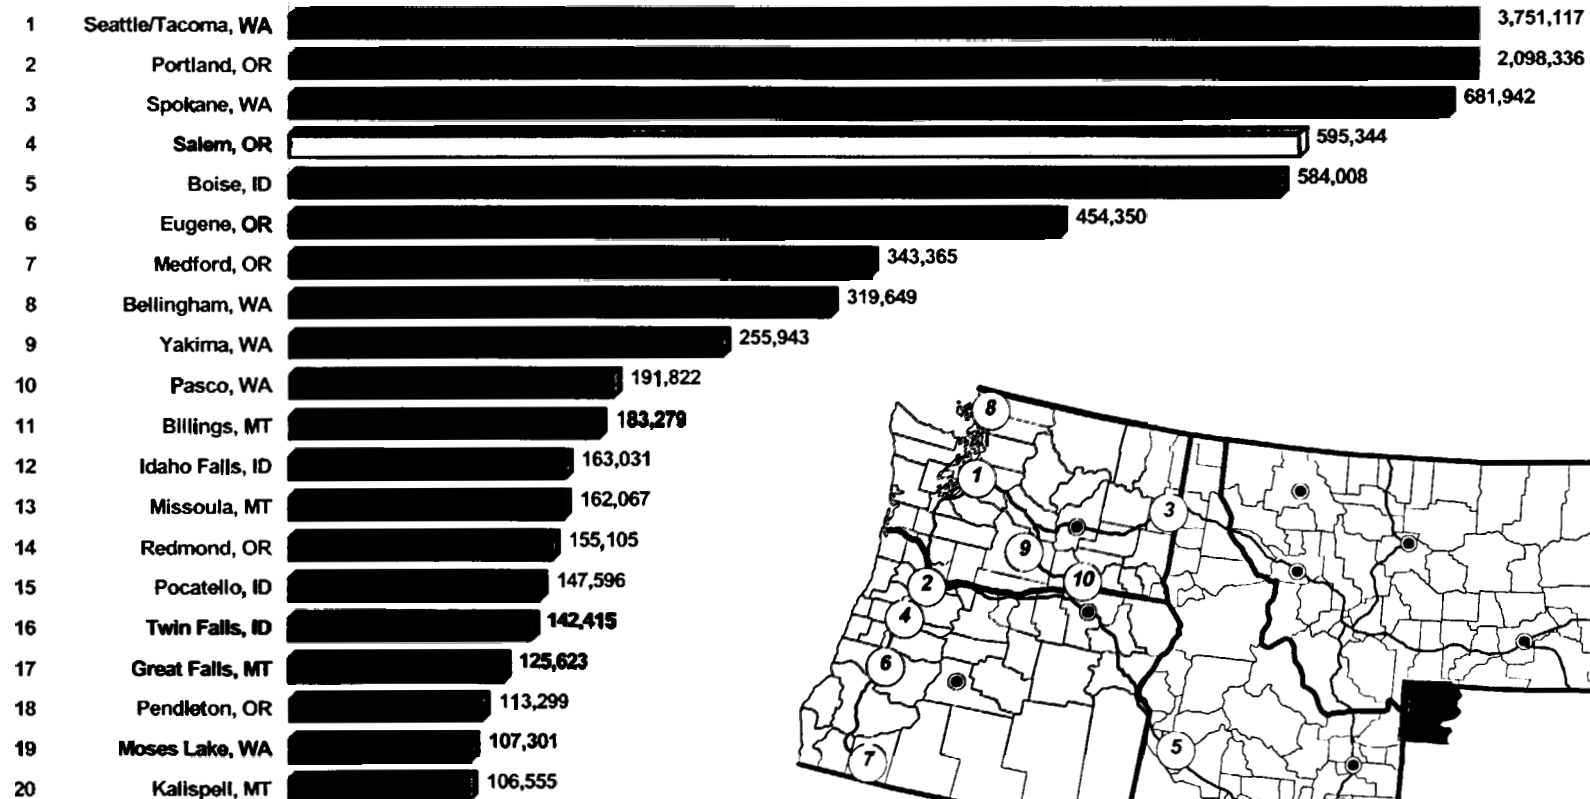 1 Seattle/Tacoma, WA 3,751,117
2 Portland, OR 2,098,336
3 Spokane, WA 681,942
4 Salem, OR 595,344
5 Boise, ID 584,008
6 Eugene, OR 454,350
7 Medford, OR 343,365
8 Bellingham, WA 319,649
9 Yakima, WA 255,943
10 Pasco, WA 191,822
11 Billings, MT 183,279
12 Idaho Falls, ID 163,031
13 Missoula, MT 162,067
14 Redmond, OR 155,105
15 Pocatello, ID 147,596
16 Twin Falls, ID 142,415
17 Great Falls, MT 125,623
18 Pendleton, OR 113,299
19 Moses Lake, WA 107,301
20 Kalispell, MT 106,555
8
1
3
9
10
2
4
6
5
7